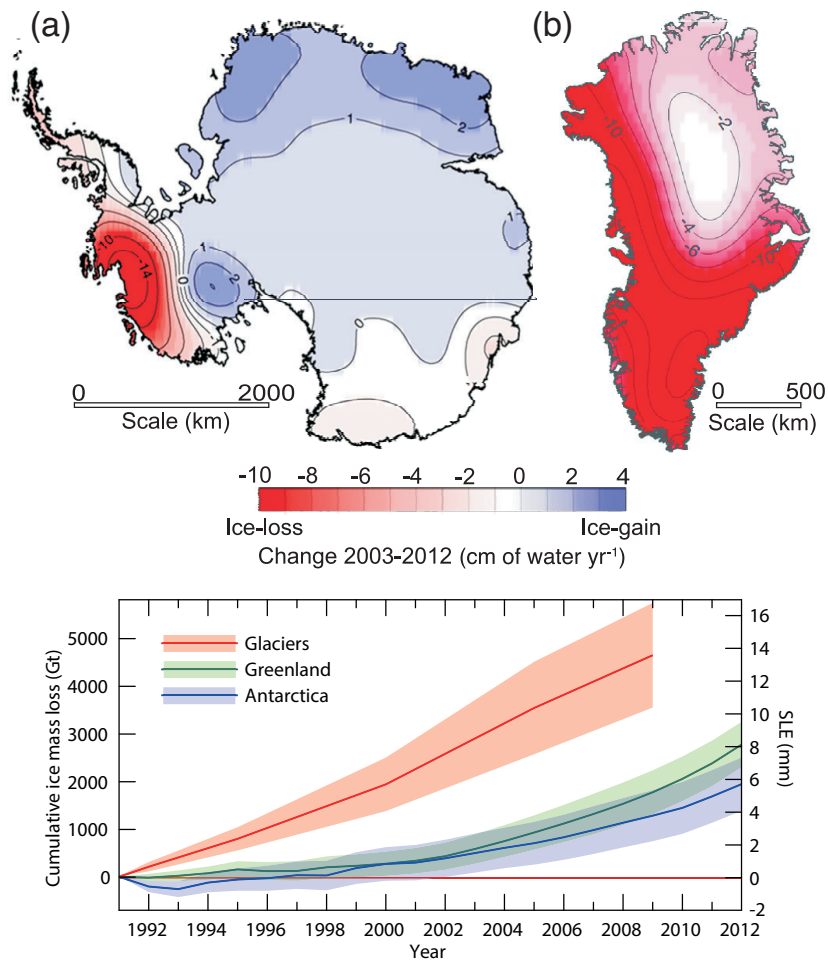 (a)
(b)
1
2
-10
-14
0
1
2
1
0
-10
-2
-4
-6
-10
0 2000
Scale (km)
0 500
Scale (km)
-10 -8 -6 -4 -2 0 2 4
Ice-loss Ice-gain
Change 2003-2012 (cm of water yr⁻¹)
Cumulative ice mass loss (Gt)
5000
4000
3000
2000
1000
0
Glaciers
Greenland
Antarctica
16
14
12
10
8
6
4
2
0
-2
SLE (mm)
1992 1994 1996 1998 2000 2002 2004 2006 2008 2010 2012
Year